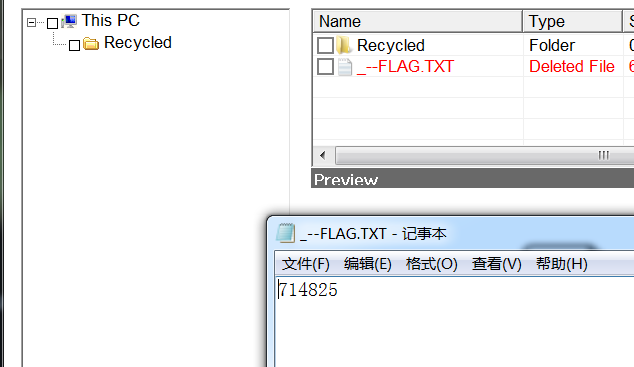 This PC
Recycled
Name Type
Recycled Folder
_--FLAG.TXT Deleted File 6
Preview
_--FLAG.TXT - 记事本
文件(F) 编辑(E) 格式(O) 查看(V) 帮助(H)
714825